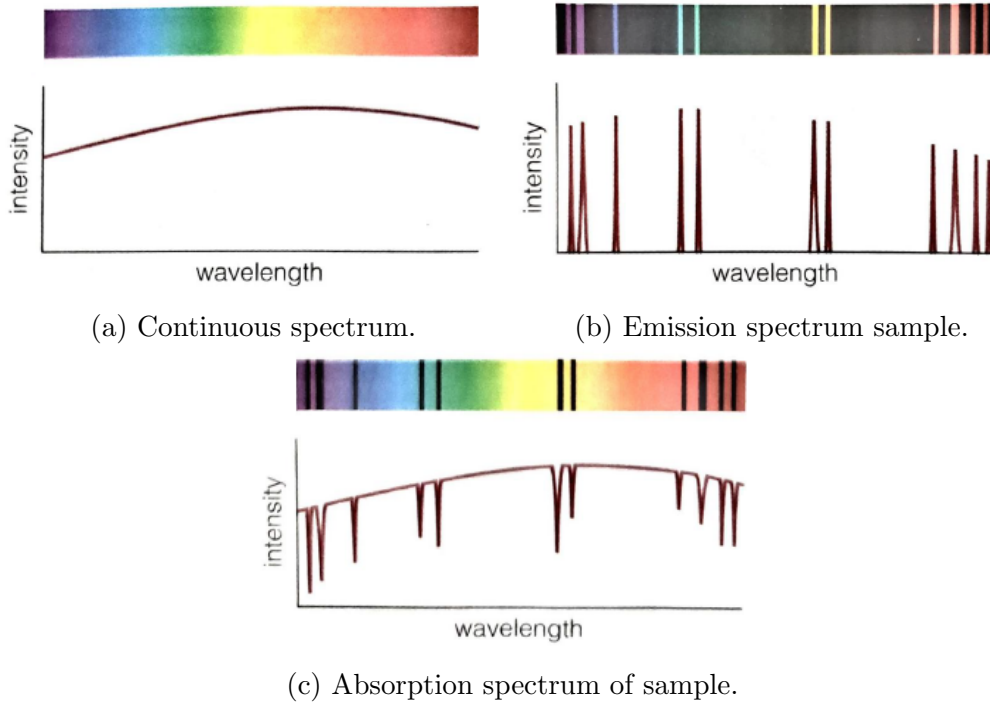 intensity
wavelength
(a) Continuous spectrum.
intensity
wavelength
(b) Emission spectrum sample.
intensity
wavelength
(c) Absorption spectrum of sample.